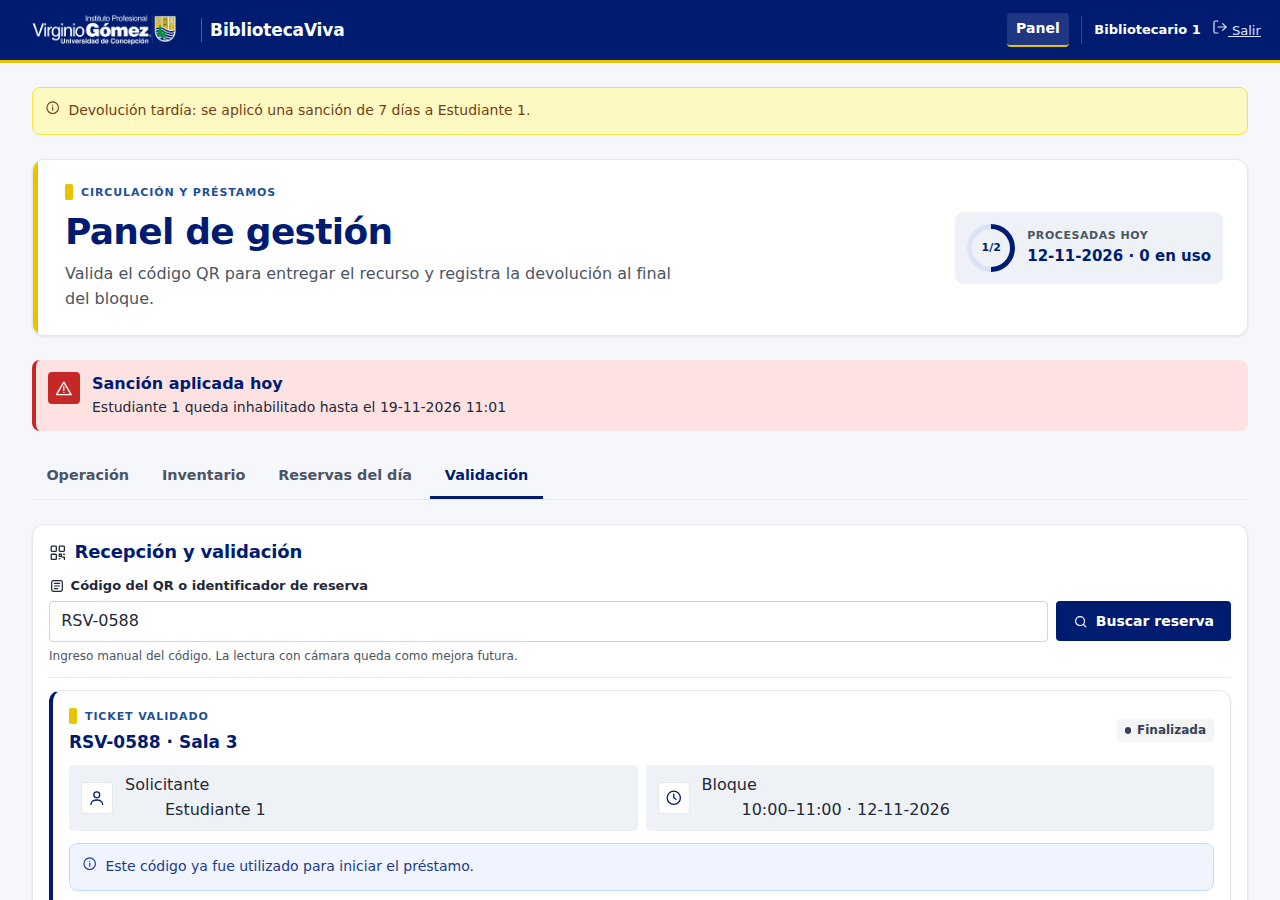 Instituto Profesional
VirginioGómez
Universidad de Concepción
BibliotecaViva
Panel
Bibliotecario 1
Salir
Devolución tardía: se aplicó una sanción de 7 días a Estudiante 1.
CIRCULACIÓN Y PRÉSTAMOS
Panel de gestión
Valida el código QR para entregar el recurso y registra la devolución al final
del bloque.
1/2
PROCESADAS HOY
12-11-2026 · 0 en uso
Sanción aplicada hoy
Estudiante 1 queda inhabilitado hasta el 19-11-2026 11:01
Operación
Inventario
Reservas del día
Validación
Recepción y validación
Código del QR o identificador de reserva
RSV-0588
Buscar reserva
Ingreso manual del código. La lectura con cámara queda como mejora futura.
TICKET VALIDADO
RSV-0588 · Sala 3
Finalizada
Solicitante
Estudiante 1
Bloque
10:00–11:00 · 12-11-2026
Este código ya fue utilizado para iniciar el préstamo.